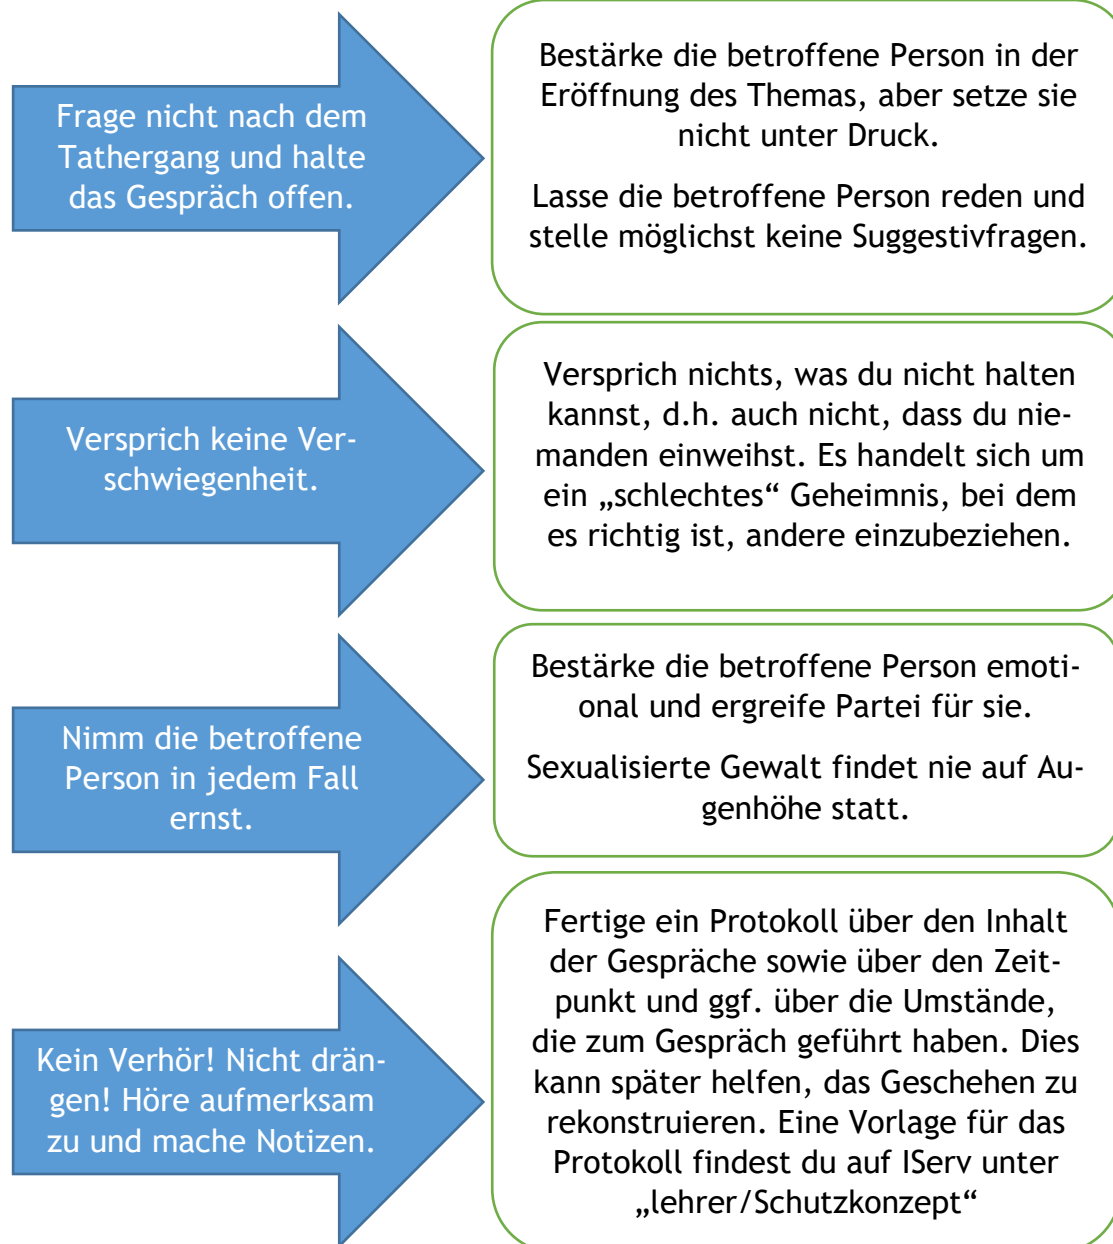 Frage nicht nach dem
Tathergang und halte
das Gespräch offen.
Bestärke die betroffene Person in der
Eröffnung des Themas, aber setze sie
nicht unter Druck.
Lasse die betroffene Person reden und
stelle möglichst keine Suggestivfragen.
Versprich keine Ver-
schwiegenheit.
Versprich nichts, was du nicht halten
kannst, d.h. auch nicht, dass du nie-
manden einweihst. Es handelt sich um
ein „schlechtes“ Geheimnis, bei dem
es richtig ist, andere einzubeziehen.
Nimm die betroffene
Person in jedem Fall
ernst.
Bestärke die betroffene Person emoti-
onal und ergreife Partei für sie.
Sexualisierte Gewalt findet nie auf Au-
genhöhe statt.
Kein Verhör! Nicht drän-
gen! Höre aufmerksam
zu und mache Notizen.
Fertige ein Protokoll über den Inhalt
der Gespräche sowie über den Zeit-
punkt und ggf. über die Umstände,
die zum Gespräch geführt haben. Dies
kann später helfen, das Geschehen zu
rekonstruieren. Eine Vorlage für das
Protokoll findest du auf IServ unter
„lehrer/Schutzkonzept“